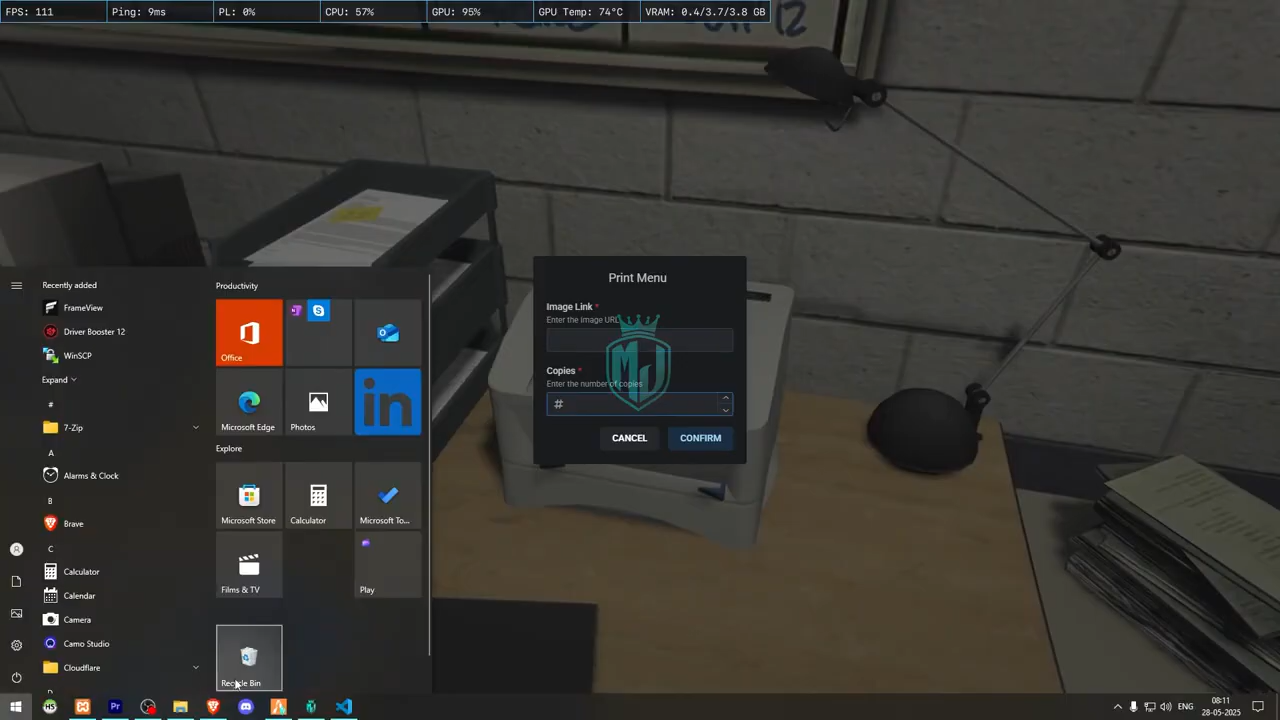 FPS: 111
Ping: 9ms
PL: 0%
CPU: 57%
GPU: 95%
GPU Temp: 74°C
VRAM: 0.4/3.7/3.8 GB
Print Menu
Image Link *
Enter the Image URL
Copies *
Enter the number of copies
#
CANCEL
CONFIRM
MJ
Recently added
FrameView
Driver Booster 12
WinSCP
Expand
#
7-Zip
A
Alarms & Clock
B
Brave
C
Calculator
Calendar
Camera
Camo Studio
Cloudflare
Productivity
Office
Microsoft Edge
Photos
in
Explore
Microsoft Store
Calculator
Microsoft To...
Films & TV
Play
Recycle Bin
HS
Pr
ENG
08:11
28-05-2025